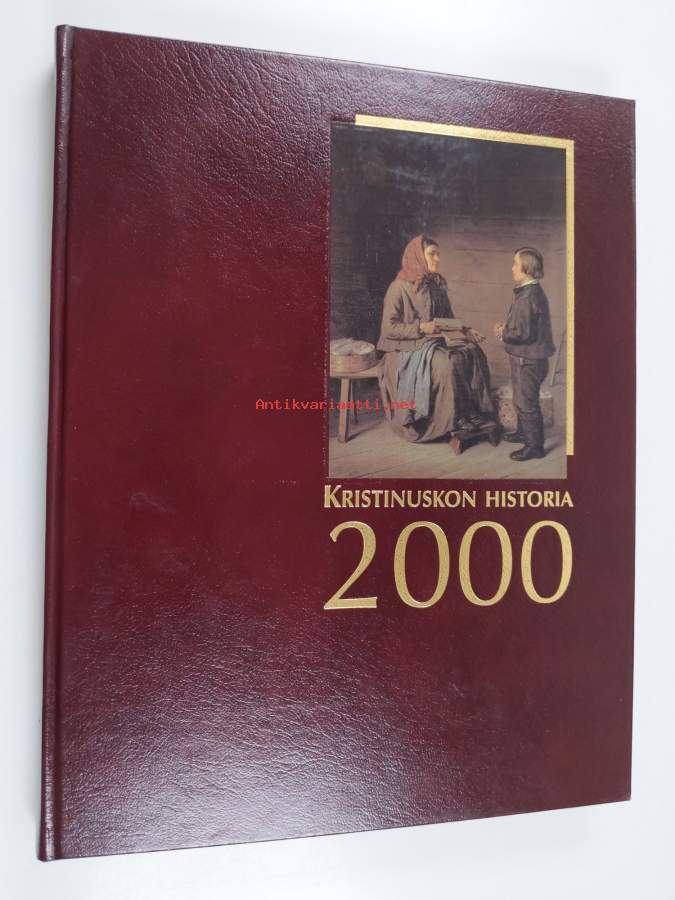 Antikvariaatti.net
KRISTINUSKON HISTORIA
2000